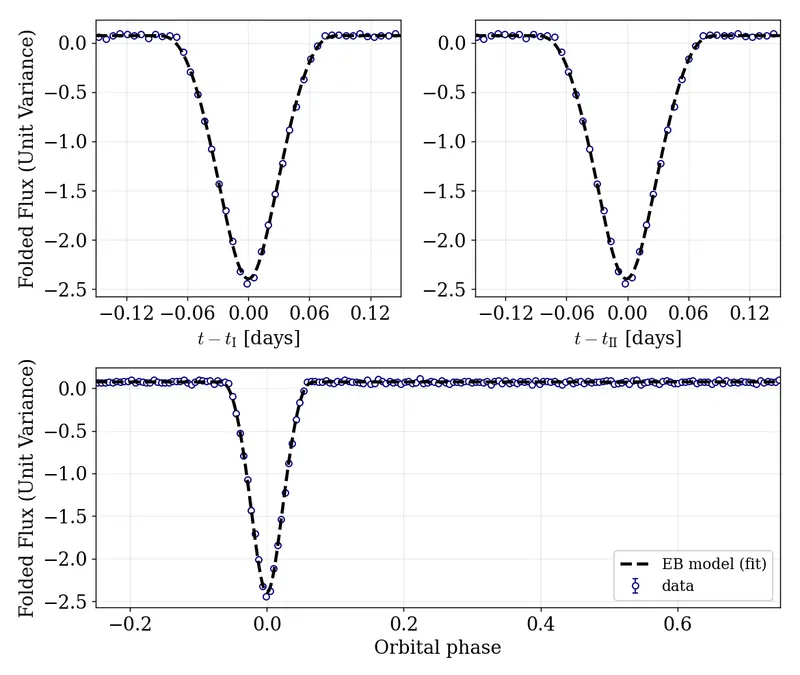 Folded Flux (Unit Variance)
0.0
−0.5
−1.0
−1.5
−2.0
−2.5
−0.12 −0.06 0.00 0.06 0.12
t − t_I [days]
0.0
−0.5
−1.0
−1.5
−2.0
−2.5
−0.12 −0.06 0.00 0.06 0.12
t − t_II [days]
Folded Flux (Unit Variance)
0.0
−0.5
−1.0
−1.5
−2.0
−2.5
−0.2 0.0 0.2 0.4 0.6
Orbital phase
EB model (fit)
data